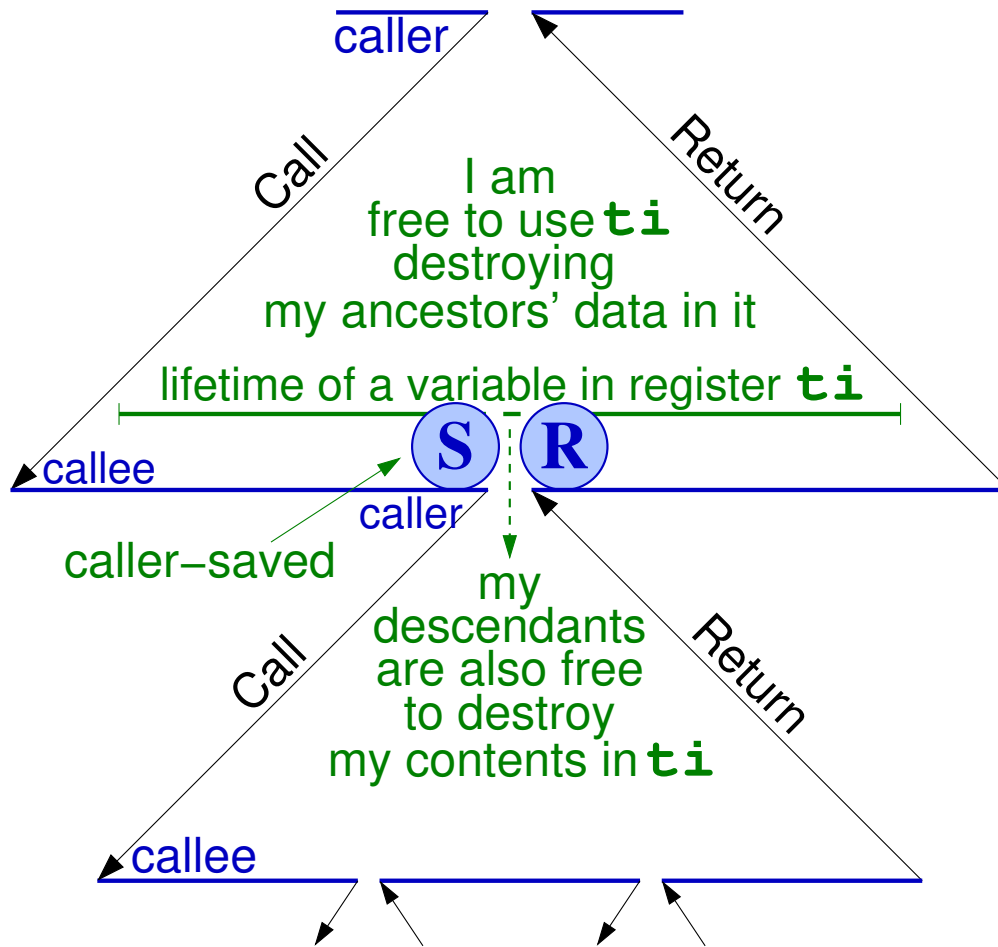 caller
Call
Return
I am
free to use ti
destroying
my ancestors’ data in it
lifetime of a variable in register ti
S R
callee
caller
caller–saved
my
descendants
are also free
to destroy
my contents in ti
Call
Return
callee